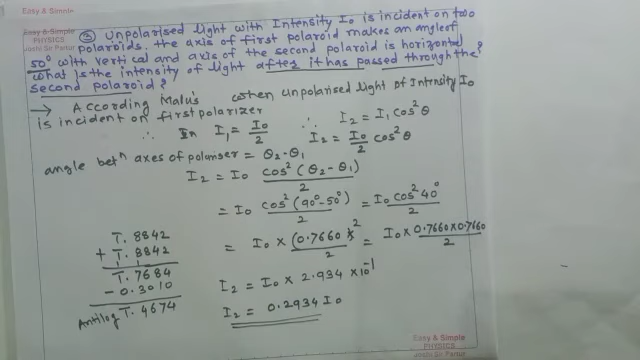 Easy & Simple
Easy & Simple
PHYSICS
Joshi Sir Partur
③ Unpolarised light with Intensity I₀ is incident on two
polaroids. the axis of first polaroid makes an angle of
50° with vertical and axis of the second polaroid is horizontal
what is the intensity of light after it has passed through the
second polaroid?
→ According Malu's when unpolarised light of Intensity I₀
is incident on first polarizer
∴ In I₁ = I₀/2 ∴ I₂ = I₁ cos²θ
I₂ = I₀/2 cos²θ
angle betⁿ axes of polariser = θ₂-θ₁
I₂ = I₀ cos²(θ₂-θ₁)/2
= I₀ cos²(90°-50°)/2 = I₀ cos²40°/2
= I₀ × (0.7660)²/2 = I₀ × 0.7660 × 0.7660/2
I₂ = I₀ × 2.934 × 10⁻¹
I₂ = 0.2934 I₀
T.8842
+ T.8842
T.7684
- 0.3010
Antilog T.4674
Easy & Simple
PHYSICS
Joshi Sir Partur